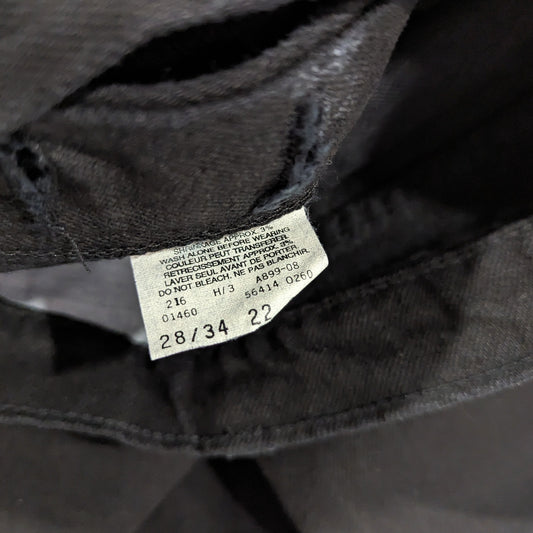 SHRINKAGE APPROX. 3%
WASH ALONE BEFORE WEARING
COULEUR PEUT TRANSFERER.
RETRECISSEMENT APPROX. 3%.
LAVER SEUL AVANT DE PORTER.
DO NOT BLEACH. NE PAS BLANCHIR.
216 H/3 A899-08
01460 56414 0260
28/34 22